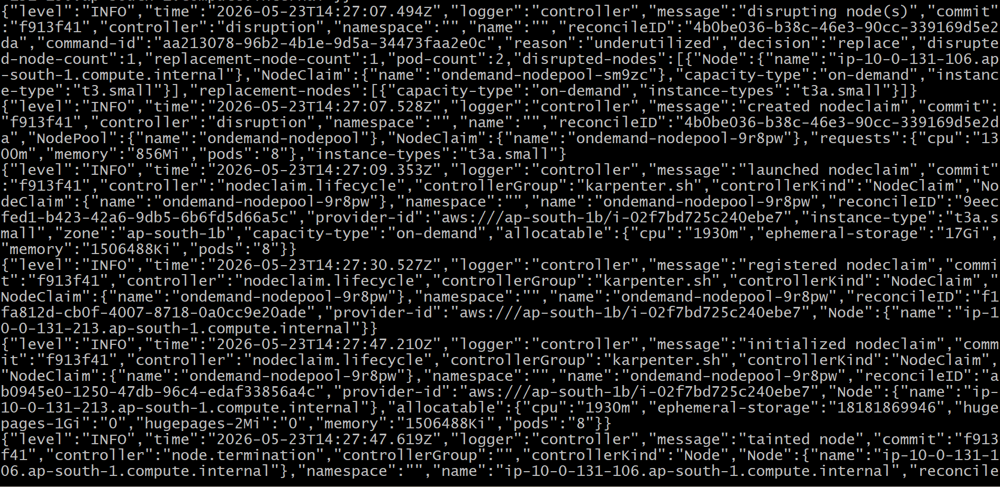 {"level":"INFO","time":"2026-05-23T14:27:07.494Z","logger":"controller","message":"disrupting node(s)","commit"
:"f913f41","controller":"disruption","namespace":"","name":"","reconcileID":"4b0be036-b38c-46e3-90cc-339169d5e2
da","command-id":"aa213078-96b2-4b1e-9d5a-34473faa2e0c","reason":"underutilized","decision":"replace","disrupte
d-node-count":1,"replacement-node-count":1,"pod-count":2,"disrupted-nodes":[{"Node":{"name":"ip-10-0-131-106.ap
-south-1.compute.internal"},"NodeClaim":{"name":"ondemand-nodepool-sm9zc"},"capacity-type":"on-demand","instanc
e-type":"t3.small"}],"replacement-nodes":[{"capacity-type":"on-demand","instance-types":"t3a.small"}]}
{"level":"INFO","time":"2026-05-23T14:27:07.528Z","logger":"controller","message":"created nodeclaim","commit":
"f913f41","controller":"disruption","namespace":"","name":"","reconcileID":"4b0be036-b38c-46e3-90cc-339169d5e2d
a","NodePool":{"name":"ondemand-nodepool"},"NodeClaim":{"name":"ondemand-nodepool-9r8pw"},"requests":{"cpu":"13
00m","memory":"856Mi","pods":"8"},"instance-types":"t3a.small"}
{"level":"INFO","time":"2026-05-23T14:27:09.353Z","logger":"controller","message":"launched nodeclaim","commit"
:"f913f41","controller":"nodeclaim.lifecycle","controllerGroup":"karpenter.sh","controllerKind":"NodeClaim","No
deClaim":{"name":"ondemand-nodepool-9r8pw"},"namespace":"","name":"ondemand-nodepool-9r8pw","reconcileID":"9eec
fed1-b423-42a6-9db5-6b6fd5d66a5c","provider-id":"aws:///ap-south-1b/i-02f7bd725c240ebe7","instance-type":"t3a.s
mall","zone":"ap-south-1b","capacity-type":"on-demand","allocatable":{"cpu":"1930m","ephemeral-storage":"17Gi",
"memory":"1506488Ki","pods":"8"}}
{"level":"INFO","time":"2026-05-23T14:27:30.527Z","logger":"controller","message":"registered nodeclaim","commi
t":"f913f41","controller":"nodeclaim.lifecycle","controllerGroup":"karpenter.sh","controllerKind":"NodeClaim","
NodeClaim":{"name":"ondemand-nodepool-9r8pw"},"namespace":"","name":"ondemand-nodepool-9r8pw","reconcileID":"f1
fa812d-cb0f-4007-8718-0a0cc9e20ade","provider-id":"aws:///ap-south-1b/i-02f7bd725c240ebe7","Node":{"name":"ip-1
0-0-131-213.ap-south-1.compute.internal"}}
{"level":"INFO","time":"2026-05-23T14:27:47.210Z","logger":"controller","message":"initialized nodeclaim","comm
it":"f913f41","controller":"nodeclaim.lifecycle","controllerGroup":"karpenter.sh","controllerKind":"NodeClaim",
"NodeClaim":{"name":"ondemand-nodepool-9r8pw"},"namespace":"","name":"ondemand-nodepool-9r8pw","reconcileID":"a
b0945e0-1250-47db-96c4-edaf33856a4c","provider-id":"aws:///ap-south-1b/i-02f7bd725c240ebe7","Node":{"name":"ip-
10-0-131-213.ap-south-1.compute.internal"},"allocatable":{"cpu":"1930m","ephemeral-storage":"18181869946","huge
pages-1Gi":"0","hugepages-2Mi":"0","memory":"1506488Ki","pods":"8"}}
{"level":"INFO","time":"2026-05-23T14:27:47.619Z","logger":"controller","message":"tainted node","commit":"f913
f41","controller":"node.termination","controllerGroup":"","controllerKind":"Node","Node":{"name":"ip-10-0-131-1
06.ap-south-1.compute.internal"},"namespace":"","name":"ip-10-0-131-106.ap-south-1.compute.internal","reconcile